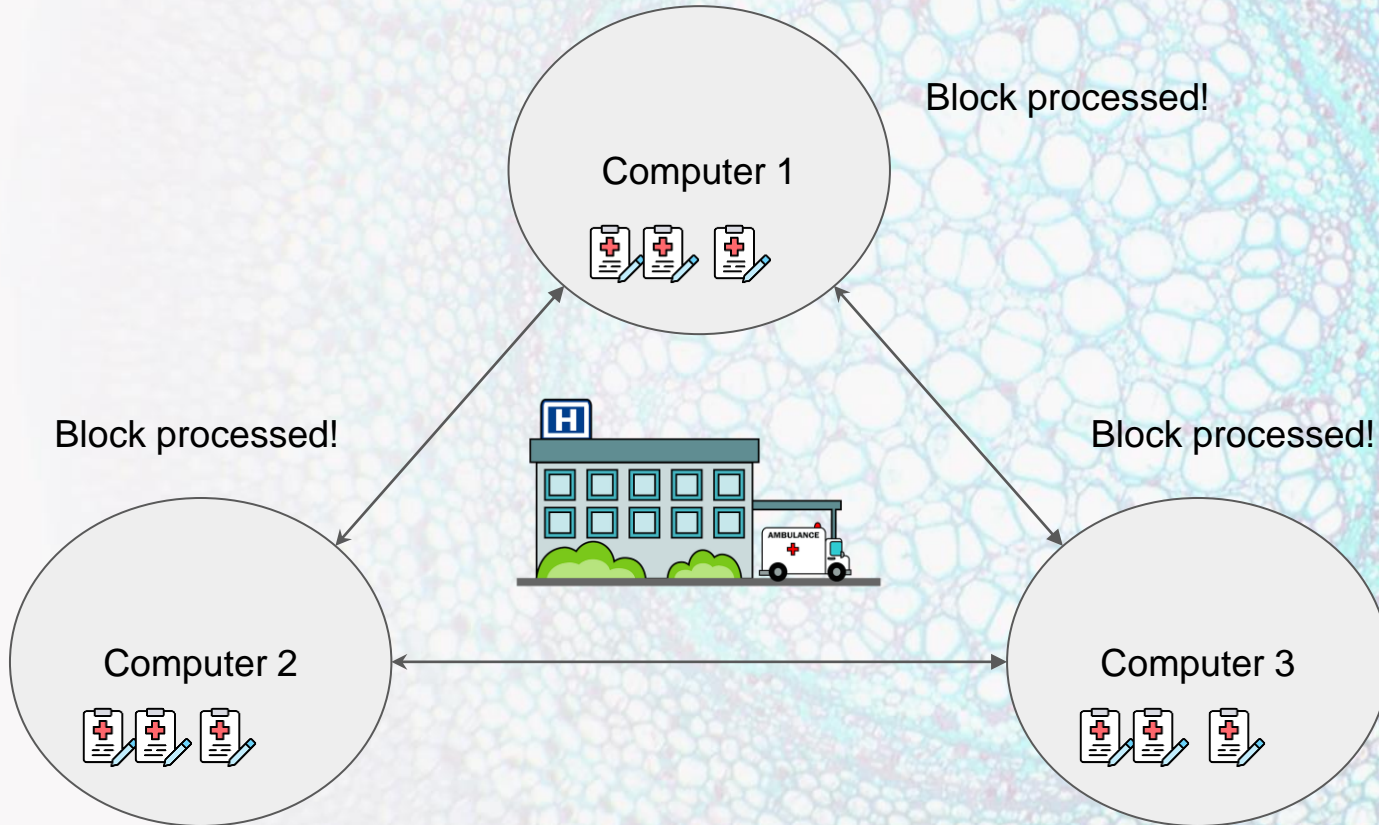 Block processed!
Computer 1
Block processed!
H
Block processed!
AMBULANCE
Computer 2
Computer 3